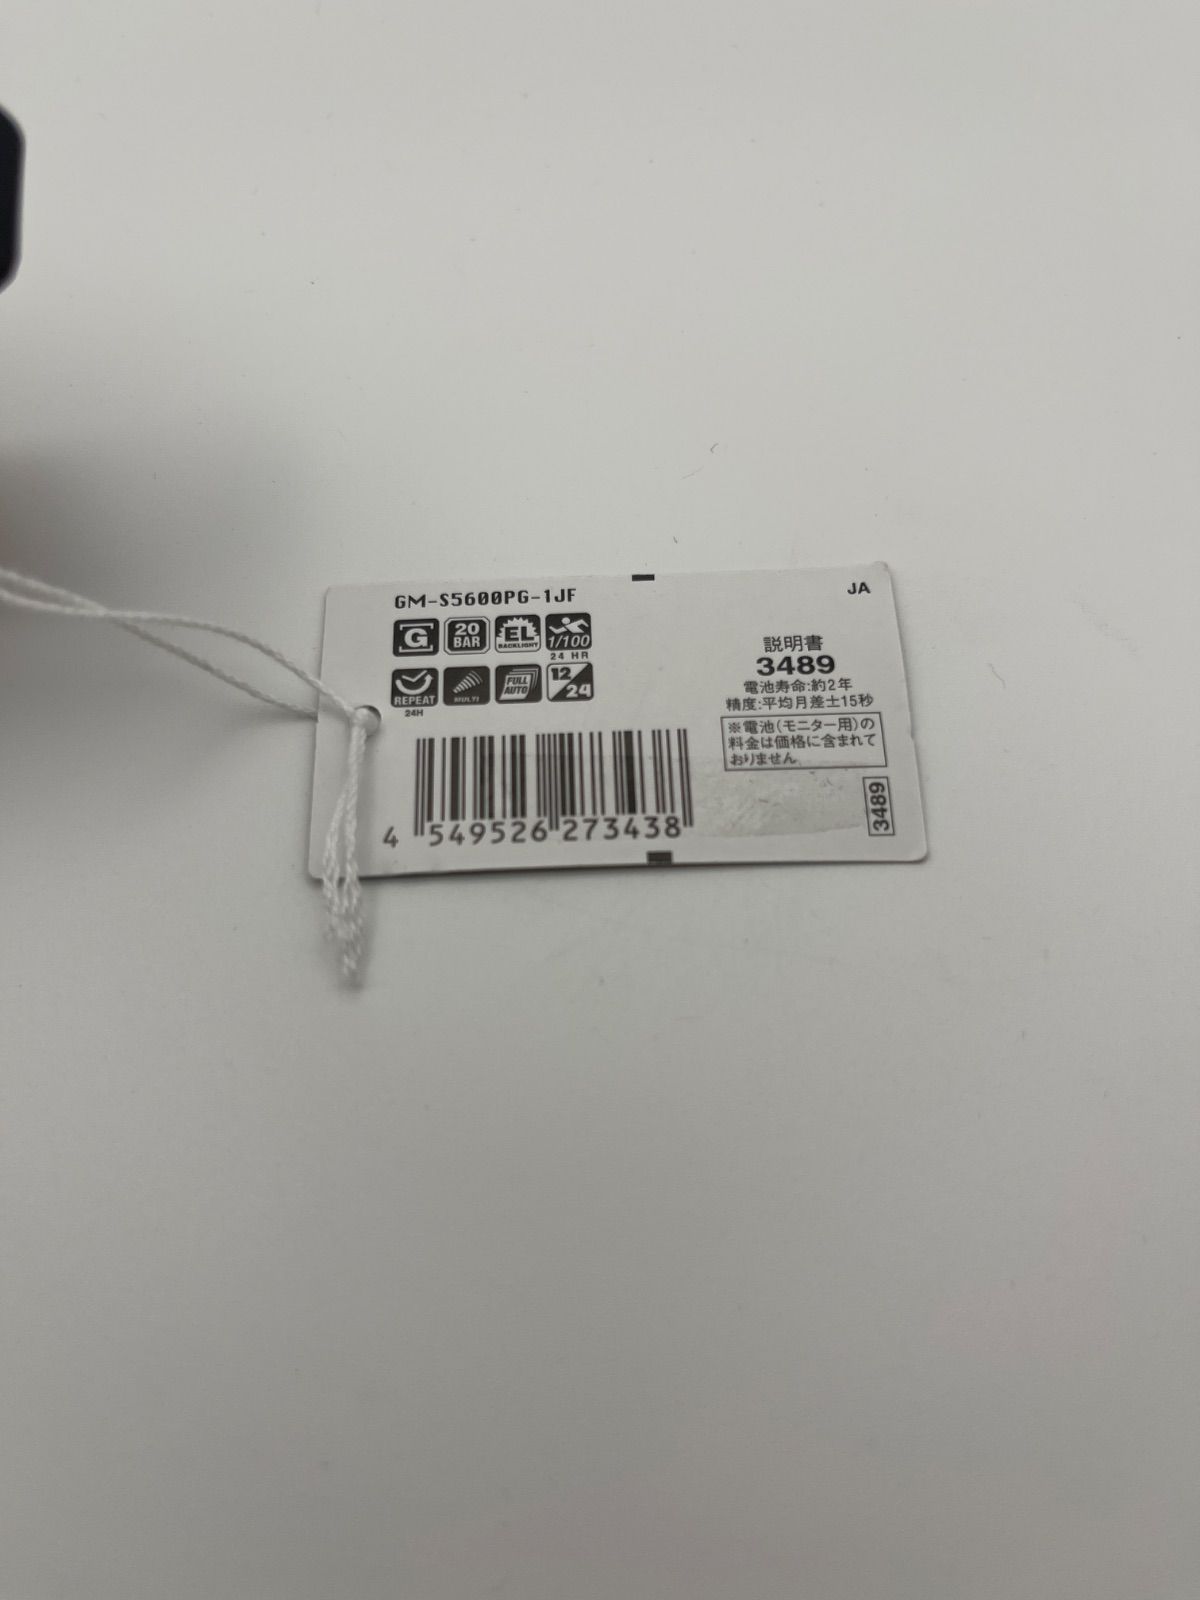 GM-S5600PG-1JF
JA
G
20
BAR
EL
BACKLIGHT
1/100
24 HR
REPEAT
24H
MULTI
FULL
AUTO
12/24
説明書
3489
電池寿命:約2年
精度:平均月差±15秒
※電池(モニター用)の
料金は価格に含まれて
おりません
3489
4 549526 273438